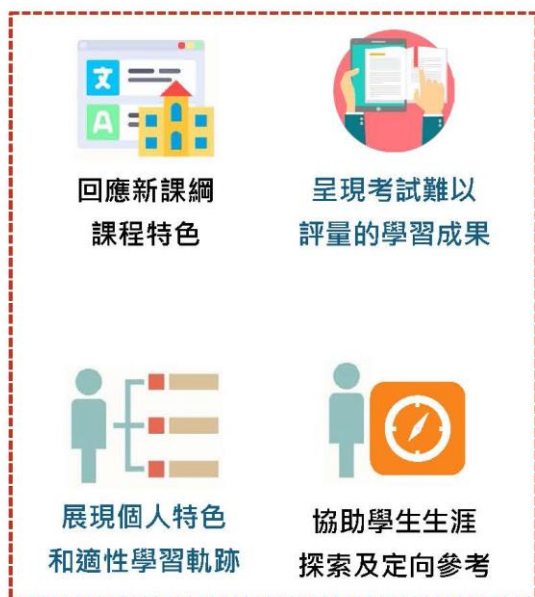 文
A
回應新課綱
課程特色
呈現考試難以
評量的學習成果
展現個人特色
和適性學習軌跡
協助學生生涯
探索及定向參考